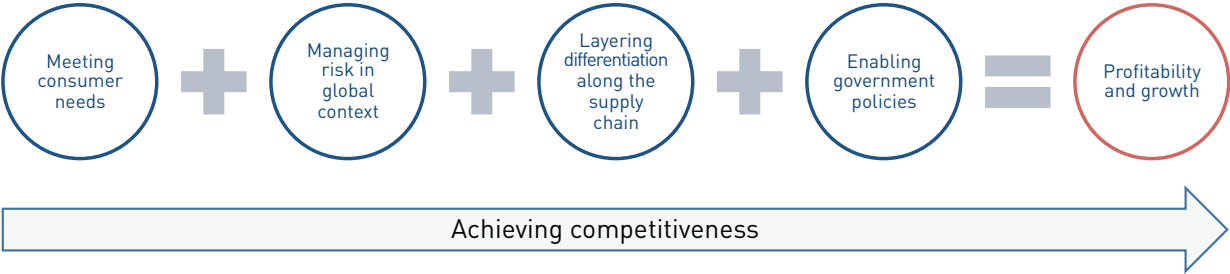 Meeting
consumer
needs
Managing
risk in
global
context
Layering
differentiation
along the
supply
chain
Enabling
government
policies
Profitability
and growth
Achieving competitiveness